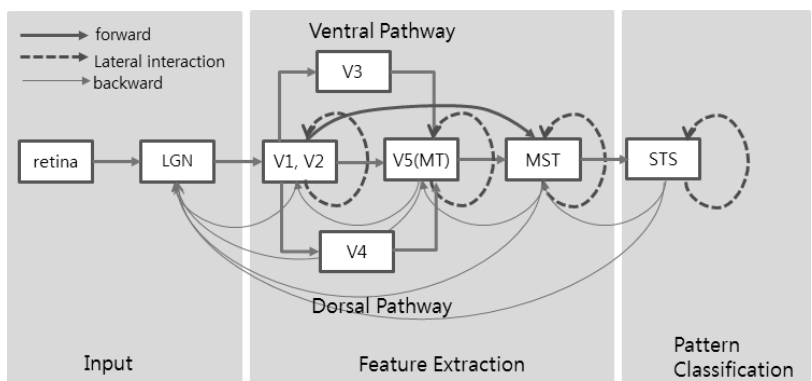 forward
Lateral interaction
backward
Ventral Pathway
V3
retina
LGN
V1, V2
V5(MT)
MST
STS
V4
Dorsal Pathway
Input
Feature Extraction
Pattern
Classification